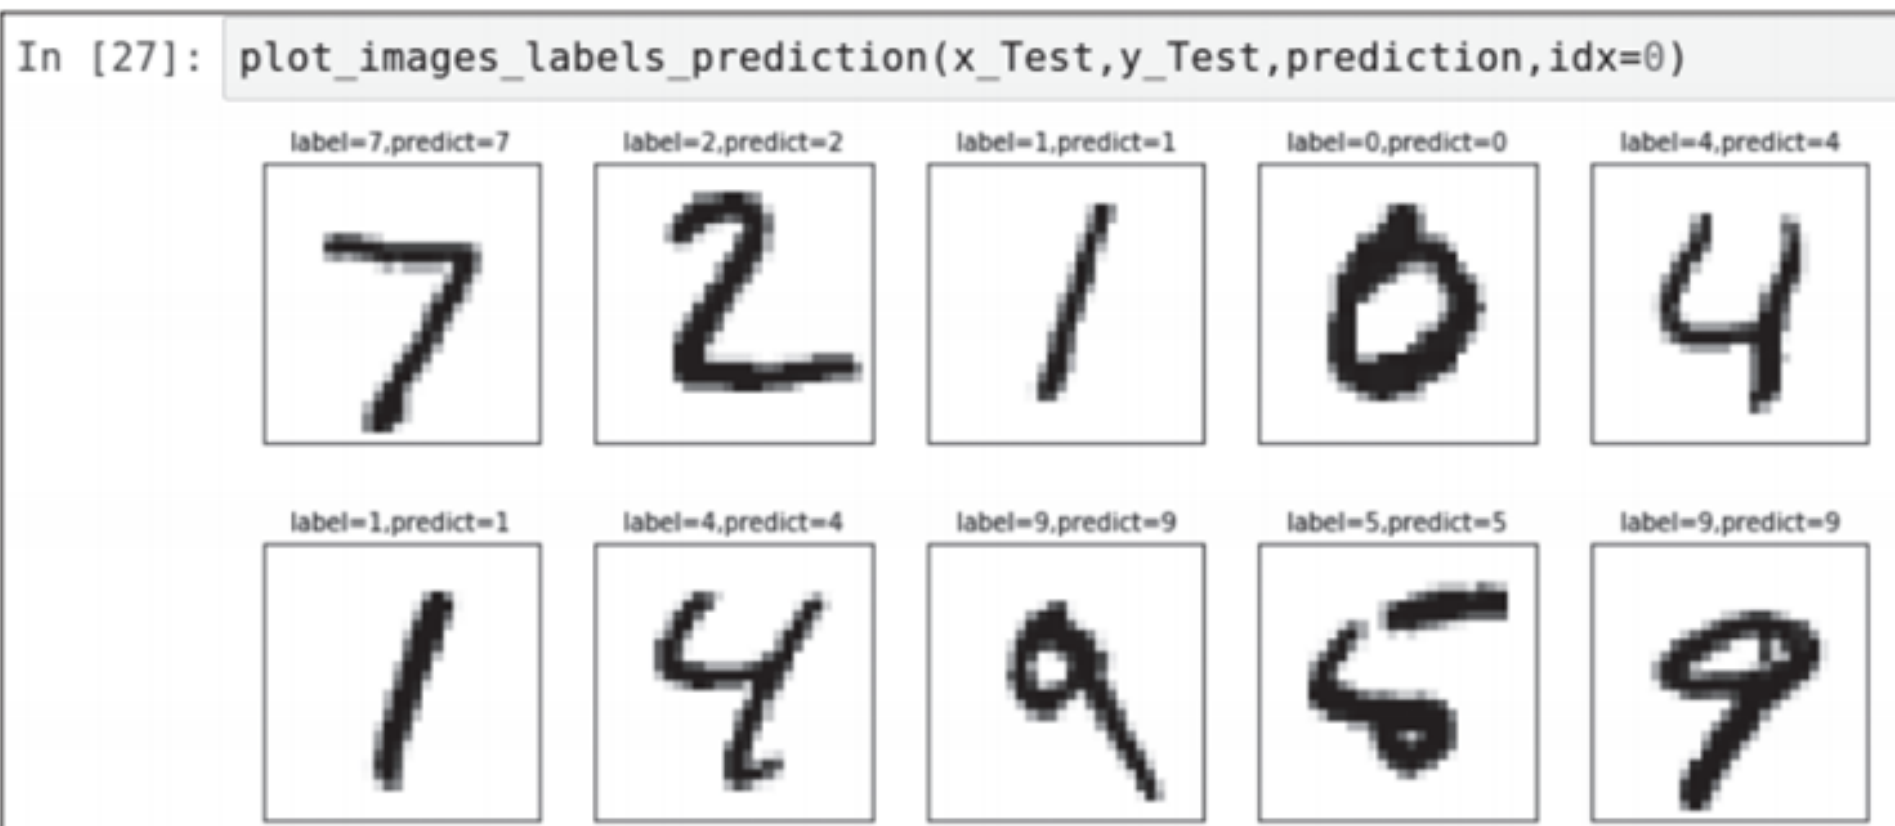 In [27]: plot_images_labels_prediction(x_Test,y_Test,prediction,idx=0)
label=7,predict=7 label=2,predict=2 label=1,predict=1 label=0,predict=0 label=4,predict=4
7 2 1 0 4
label=1,predict=1 label=4,predict=4 label=9,predict=9 label=5,predict=5 label=9,predict=9
1 4 9 5 9